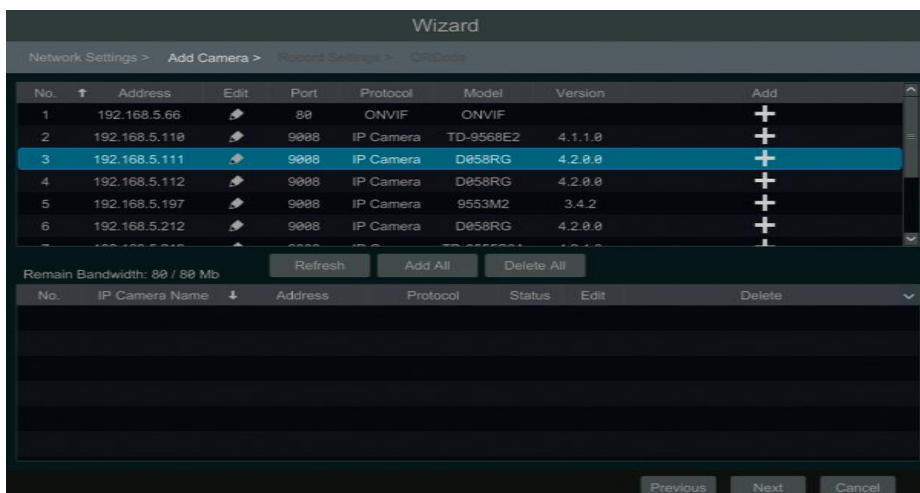 Wizard
Network Settings > Add Camera > Record Settings > QRCode
No. Address Edit Port Protocol Model Version Add
1 192.168.5.66 80 ONVIF ONVIF
2 192.168.5.110 9008 IP Camera TD-9568E2 4.1.1.0
3 192.168.5.111 9008 IP Camera D058RG 4.2.0.0
4 192.168.5.112 9008 IP Camera D058RG 4.2.0.0
5 192.168.5.197 9008 IP Camera 9553M2 3.4.2
6 192.168.5.212 9008 IP Camera D058RG 4.2.0.0
Remain Bandwidth: 80 / 80 Mb Refresh Add All Delete All
No. IP Camera Name Address Protocol Status Edit Delete
Previous Next Cancel